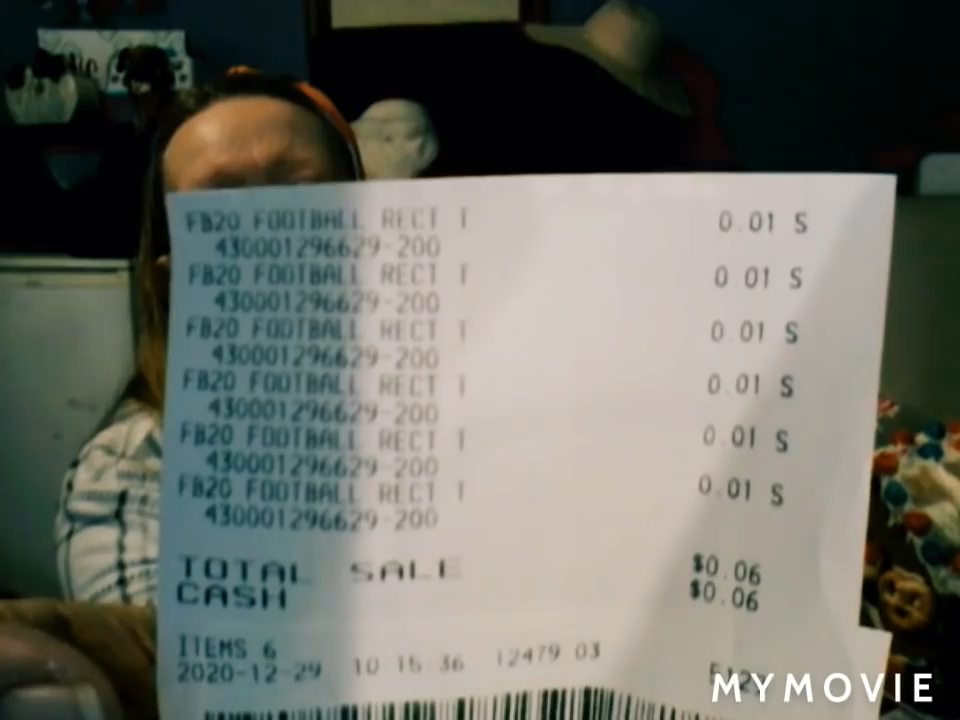 FB20 FOOTBALL RECT T 0.01 S
430001296629-200
FB20 FOOTBALL RECT T 0.01 S
430001296629-200
FB20 FOOTBALL RECT T 0.01 S
430001296629-200
FB20 FOOTBALL RECT T 0.01 S
430001296629-200
FB20 FOOTBALL RECT T 0.01 S
430001296629-200
FB20 FOOTBALL RECT T 0.01 S
430001296629-200
TOTAL SALE $0.06
CASH $0.06
ITEMS 6
2020-12-29 10 15 36 12479 03
MYMOVIE